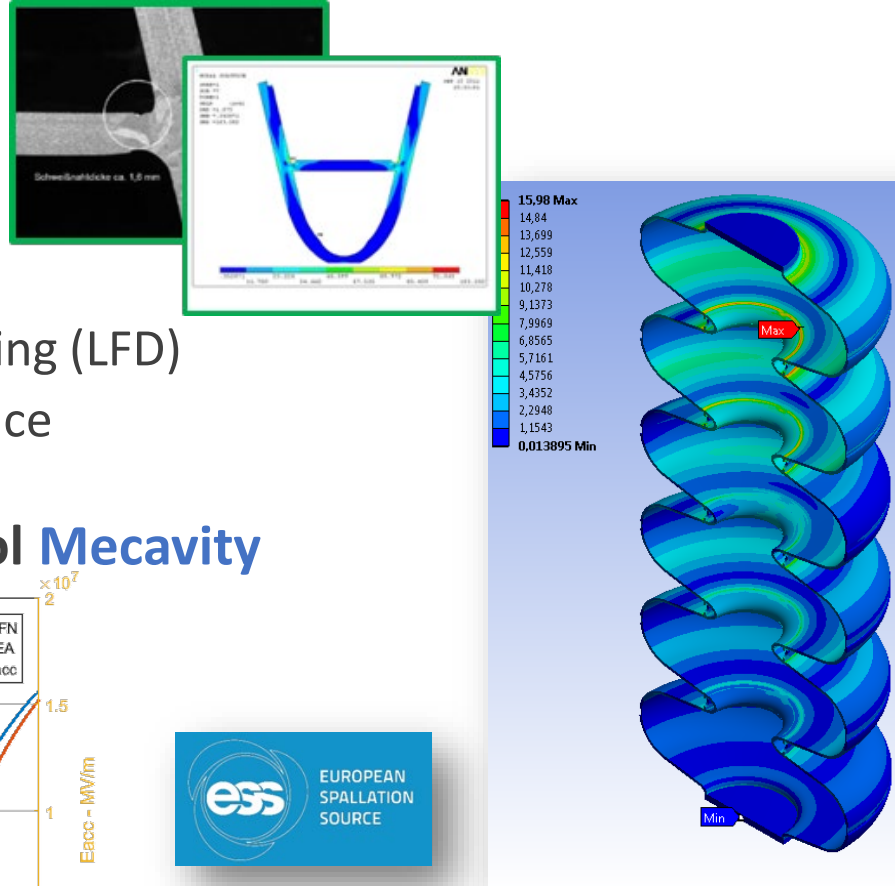 Schweißnahtdicke ca. 1,6 mm
AN
ing (LFD)
ce
ol Mecavity
×10⁷
2
FN
EA
acc
1.5
1
Eacc - MV/m
ess
EUROPEAN
SPALLATION
SOURCE
15,98 Max
14,84
13,699
12,559
11,418
10,278
9,1373
7,9969
6,8565
5,7161
4,5756
3,4352
2,2948
1,1543
0,013895 Min
Max
Min